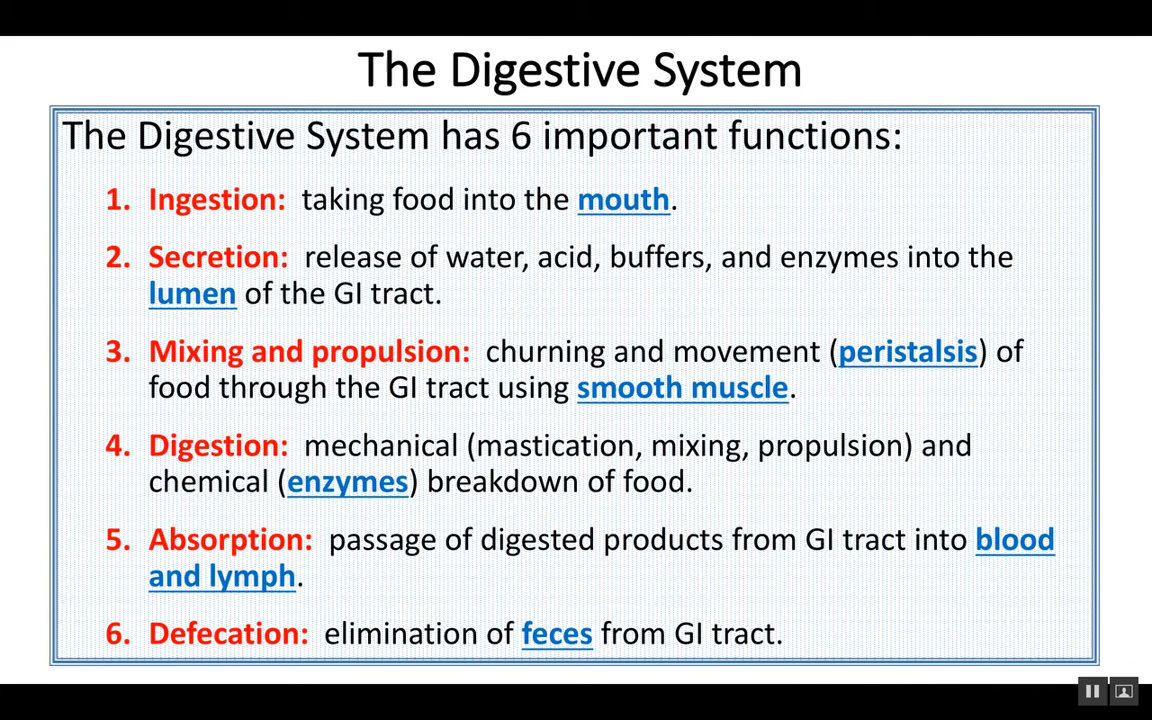 The Digestive System
The Digestive System has 6 important functions:
1. Ingestion: taking food into the mouth.
2. Secretion: release of water, acid, buffers, and enzymes into the
lumen of the GI tract.
3. Mixing and propulsion: churning and movement (peristalsis) of
food through the GI tract using smooth muscle.
4. Digestion: mechanical (mastication, mixing, propulsion) and
chemical (enzymes) breakdown of food.
5. Absorption: passage of digested products from GI tract into blood
and lymph.
6. Defecation: elimination of feces from GI tract.